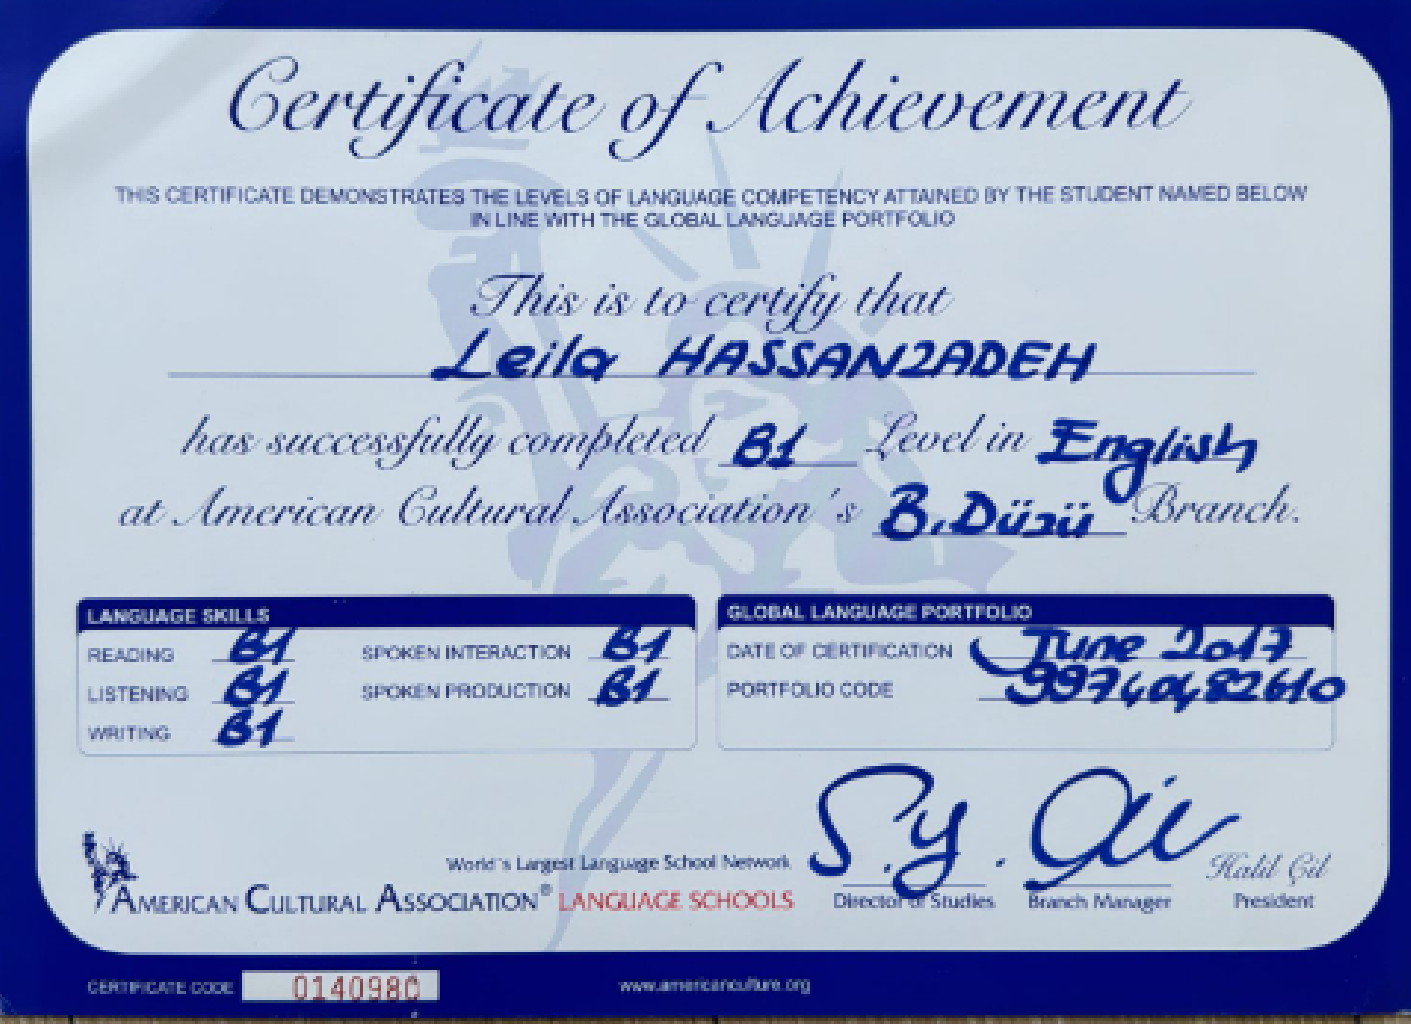 Certificate of Achievement
THIS CERTIFICATE DEMONSTRATES THE LEVELS OF LANGUAGE COMPETENCY ATTAINED BY THE STUDENT NAMED BELOW
IN LINE WITH THE GLOBAL LANGUAGE PORTFOLIO
This is to certify that
Leila HASSANZADEH
has successfully completed B1 Level in English
at American Cultural Association's B.Düzü Branch.
LANGUAGE SKILLS
READING B1 SPOKEN INTERACTION B1
LISTENING B1 SPOKEN PRODUCTION B1
WRITING B1
GLOBAL LANGUAGE PORTFOLIO
DATE OF CERTIFICATION June 2017
PORTFOLIO CODE 99740482610
World's Largest Language School Network
AMERICAN CULTURAL ASSOCIATION® LANGUAGE SCHOOLS
Director of Studies
Branch Manager
Halil Gil
President
CERTIFICATE CODE 0140980
www.americanculture.org